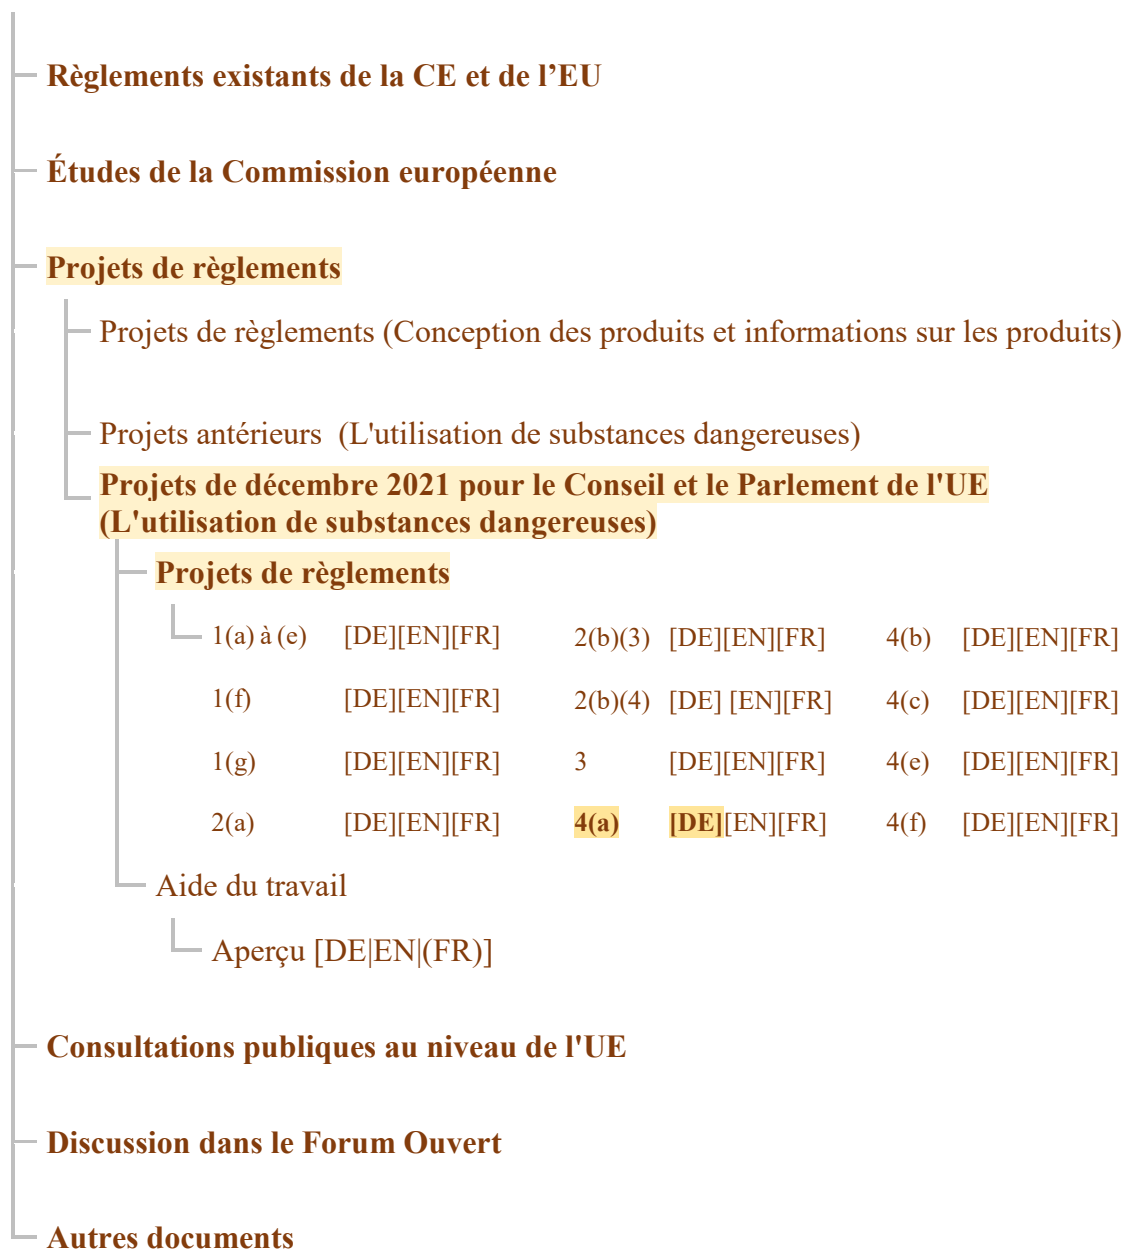 Règlements existants de la CE et de l’EU
Études de la Commission européenne
Projets de règlements
Projets de règlements (Conception des produits et informations sur les produits)
Projets antérieurs (L'utilisation de substances dangereuses)
Projets de décembre 2021 pour le Conseil et le Parlement de l'UE
(L'utilisation de substances dangereuses)
Projets de règlements
1(a) à (e) [DE][EN][FR] 2(b)(3) [DE][EN][FR] 4(b) [DE][EN][FR]
1(f) [DE][EN][FR] 2(b)(4) [DE] [EN][FR] 4(c) [DE][EN][FR]
1(g) [DE][EN][FR] 3 [DE][EN][FR] 4(e) [DE][EN][FR]
2(a) [DE][EN][FR] 4(a) [DE][EN][FR] 4(f) [DE][EN][FR]
Aide du travail
Aperçu [DE|EN|(FR)]
Consultations publiques au niveau de l'UE
Discussion dans le Forum Ouvert
Autres documents